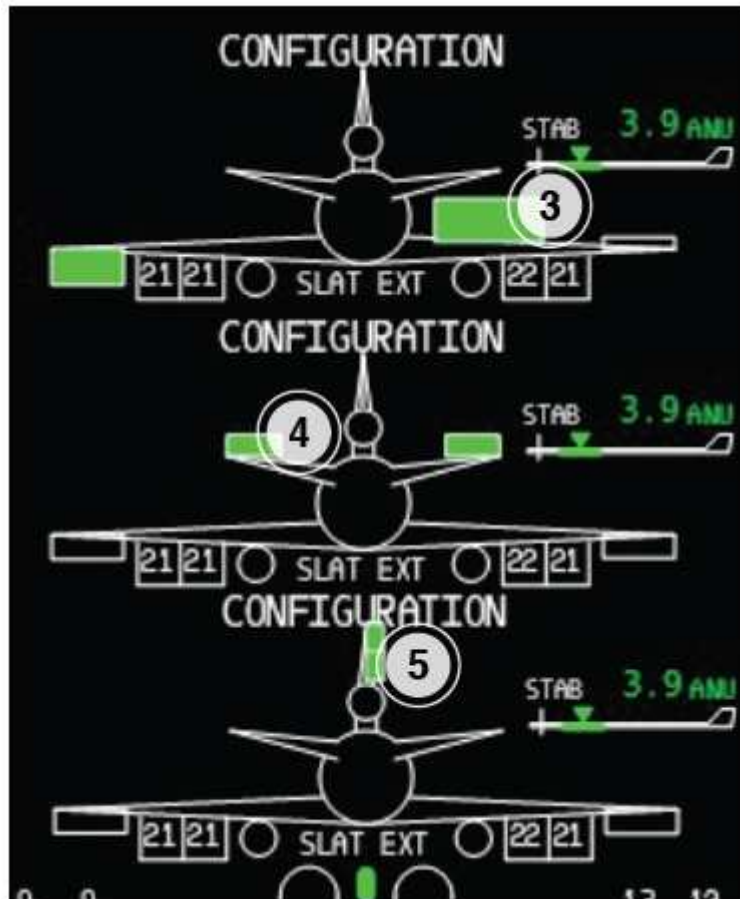 CONFIGURATION
STAB 3.9 ANU
3
21 21 SLAT EXT 22 21
CONFIGURATION
4
STAB 3.9 ANU
21 21 SLAT EXT 22 21
CONFIGURATION
5
STAB 3.9 ANU
21 21 SLAT EXT 22 21